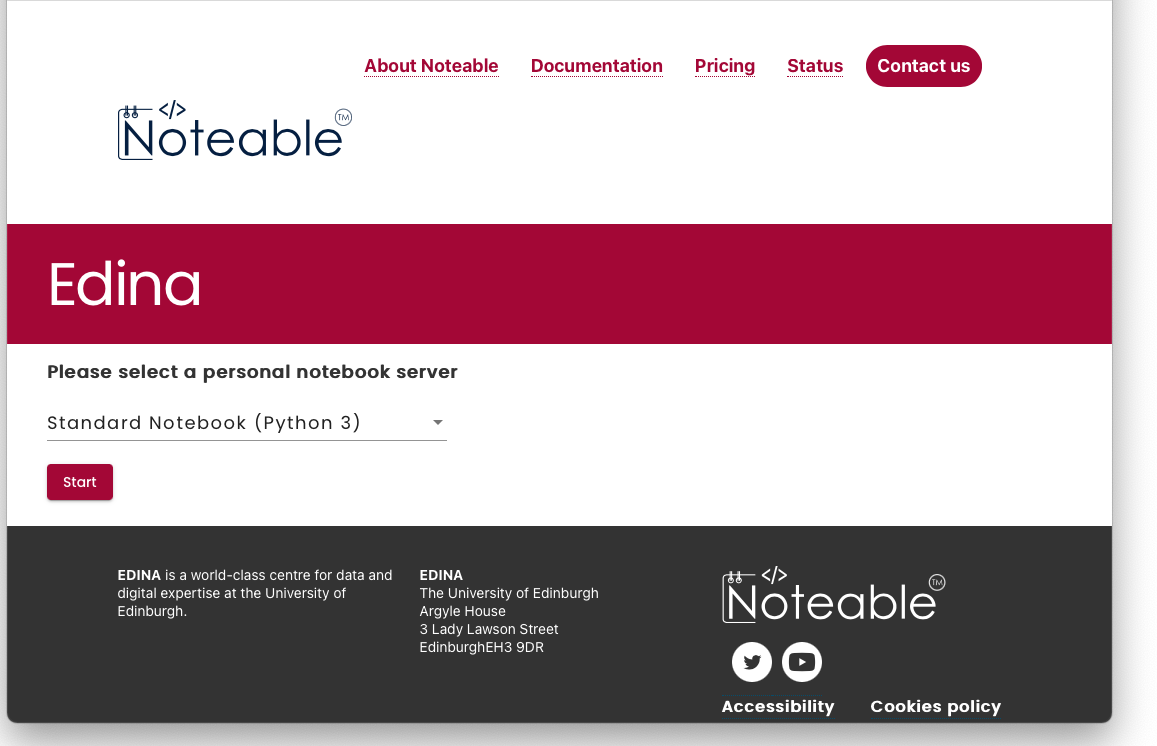 About Noteable Documentation Pricing Status Contact us
</>
Noteable TM
Edina
Please select a personal notebook server
Standard Notebook (Python 3)
Start
EDINA is a world-class centre for data and
digital expertise at the University of
Edinburgh.
EDINA
The University of Edinburgh
Argyle House
3 Lady Lawson Street
EdinburghEH3 9DR
</>
Noteable TM
Accessibility Cookies policy